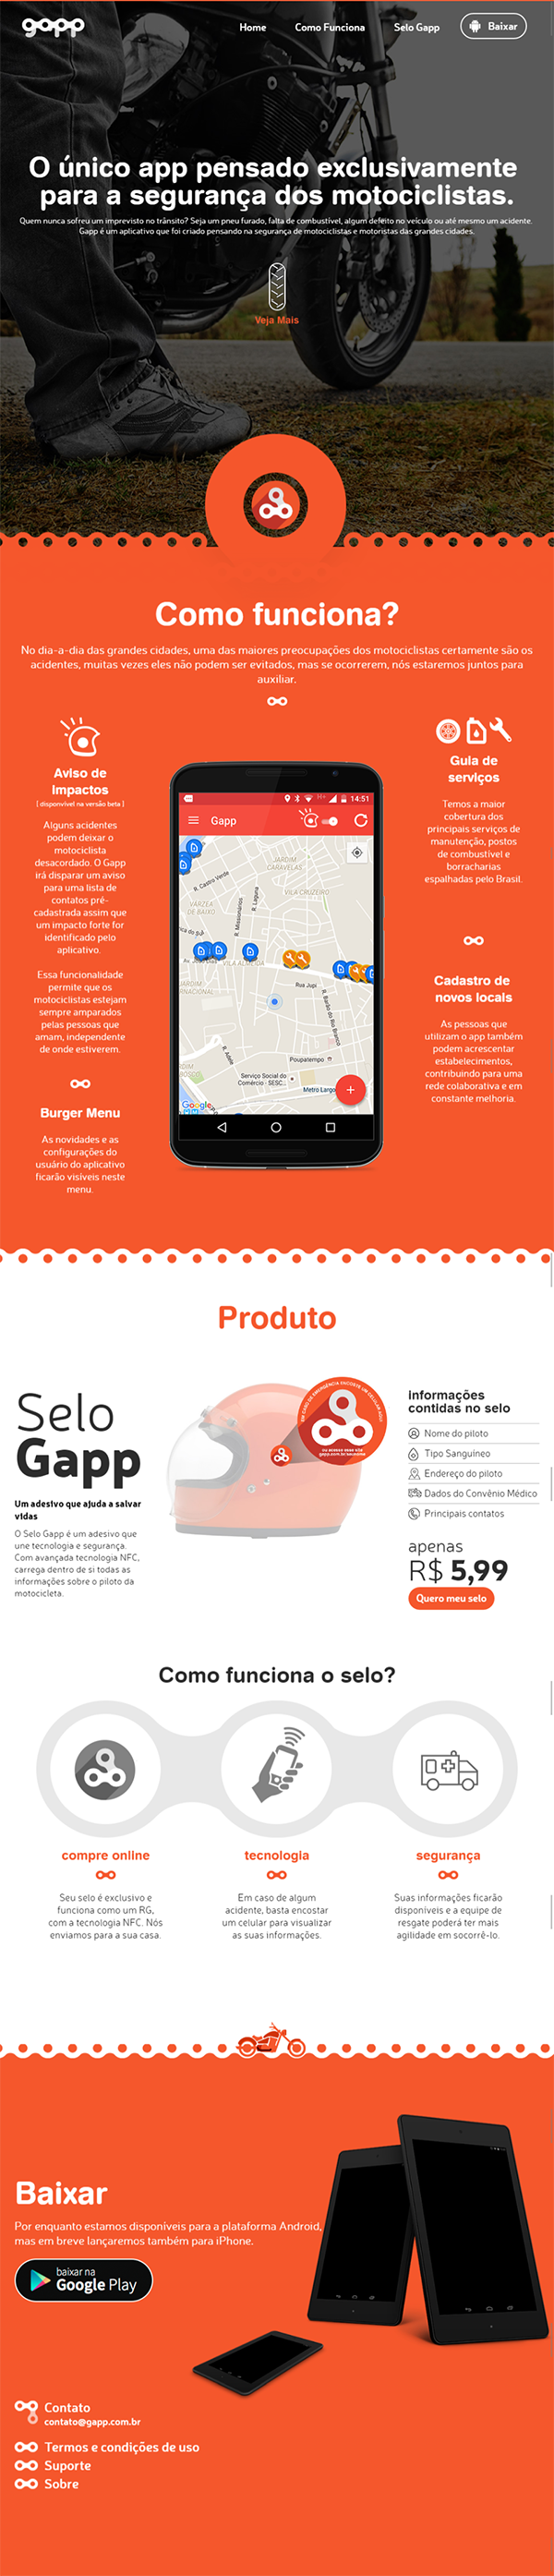 gapp
Home Como Funciona Selo Gapp Baixar
O único app pensado exclusivamente
para a segurança dos motociclistas.
Quem nunca sofreu um imprevisto no trânsito? Seja um pneu furado, falta de combustível, algum defeito no veículo ou até mesmo um acidente.
Gapp é um aplicativo que foi criado pensando na segurança de motociclistas e motoristas das grandes cidades.
Veja Mais
Como funciona?
No dia-a-dia das grandes cidades, uma das maiores preocupações dos motociclistas certamente são os
acidentes, muitas vezes eles não podem ser evitados, mas se ocorrerem, nós estaremos juntos para
auxiliar.
Aviso de
impactos
( disponível na versão beta )
Alguns acidentes
podem deixar o
motociclista
desacordado. O Gapp
irá disparar um aviso
para uma lista de
contatos pré-
cadastrada assim que
um impacto forte for
identificado pelo
aplicativo.
Essa funcionalidade
permite que os
motociclistas estejam
sempre amparados
pelas pessoas que
amam, independente
de onde estiverem.
Burger Menu
As novidades e as
configurações do
usuário do aplicativo
ficarão visíveis neste
menu.
14:51
Gapp
JARDIM
CARAVELAS
R. Castro Verde
VILA CRUZEIRO
R. Laguna
R. Missionários
VÁRZEA
DE BAIXO
VILA ALMEIDA
Rua Jupi
R. Barão do Rio Branco
R. Adele
Poupatempo
Serviço Social do
Comércio - SESC
Metro Largo
Google
Guia de
serviços
Temos a maior
cobertura dos
principais serviços de
manutenção, postos
de combustível e
borracharias
espalhadas pelo Brasil.
Cadastro de
novos locais
As pessoas que
utilizam o app também
podem acrescentar
estabelecimentos,
contribuindo para uma
rede colaborativa e em
constante melhoria.
Produto
Selo
Gapp
Um adesivo que ajuda a salvar
vidas
O Selo Gapp é um adesivo que
une tecnologia e segurança.
Com avançada tecnologia NFC,
carrega dentro de si todas as
informações sobre o piloto da
motocicleta.
EM CASO DE EMERGÊNCIA ENCOSTE UM CELULAR AQUI
ou acesse esse site
informações
contidas no selo
Nome do piloto
Tipo Sanguíneo
Endereço do piloto
Dados do Convênio Médico
Principais contatos
apenas
R$ 5,99
Quero meu selo
Como funciona o selo?
compre online
Seu selo é exclusivo e
funciona como um RG,
com a tecnologia NFC. Nós
enviamos para a sua casa.
tecnologia
Em caso de algum
acidente, basta encostar
um celular para visualizar
as suas informações.
segurança
Suas informações ficarão
disponíveis e a equipe de
resgate poderá ter mais
agilidade em socorrê-lo.
Baixar
Por enquanto estamos disponíveis para a plataforma Android,
mas em breve lançaremos também para iPhone.
baixar na
Google Play
Contato
contato@gapp.com.br
Termos e condições de uso
Suporte
Sobre